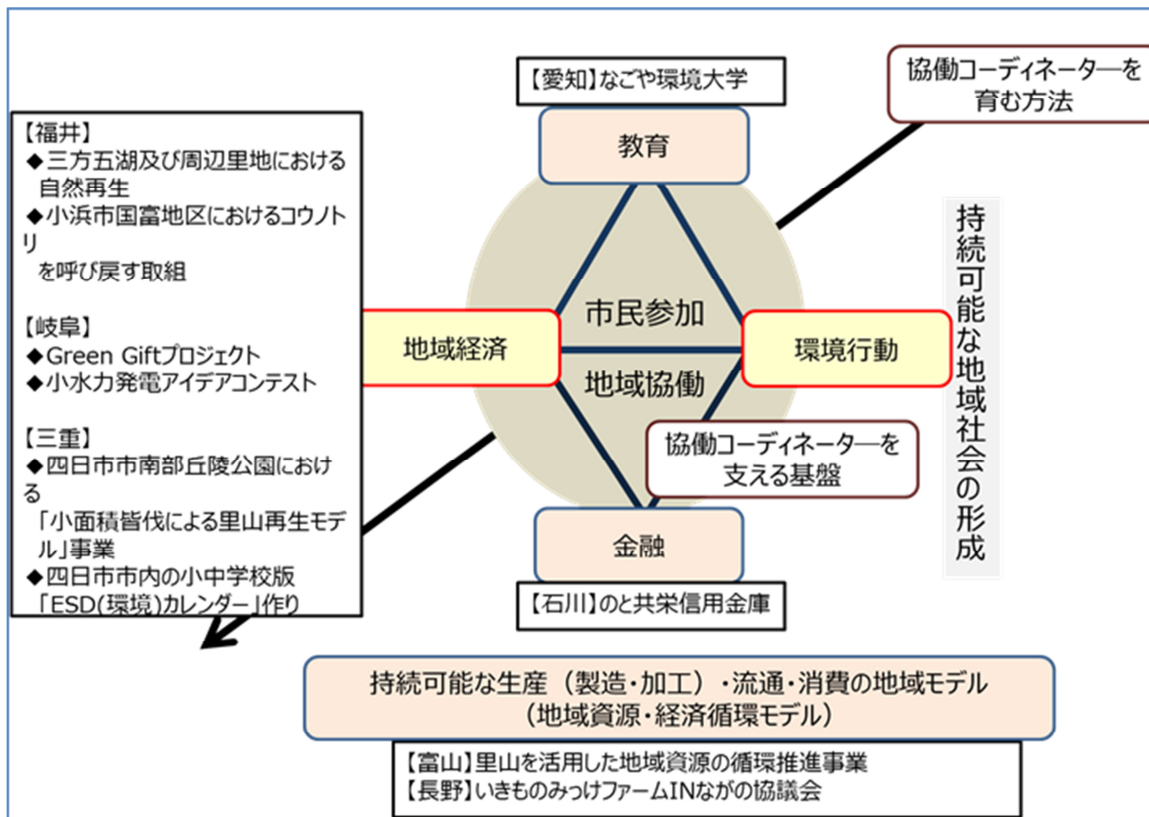 【愛知】なごや環境大学
協働コーディネータ―を
育む方法
教育
【福井】
◆三方五湖及び周辺里地における
自然再生
◆小浜市国富地区におけるコウノト
リ
を呼び戻す取組
【岐阜】
◆Green Giftプロジェクト
◆小水力発電アイデアコンテスト
【三重】
◆四日市市南部丘陵公園におけ
る
「小面積皆伐による里山再生モデ
ル」事業
◆四日市市内の小中学校版
「ESD(環境)カレンダー」作り
市民参加
地域経済
環境行動
地域協働
協働コーディネータ―を
支える基盤
金融
【石川】のと共栄信用金庫
持続可能な地域社会の形成
持続可能な生産（製造・加工）・流通・消費の地域モデル
（地域資源・経済循環モデル）
【富山】里山を活用した地域資源の循環推進事業
【長野】いきものみっけファームINながの協議会